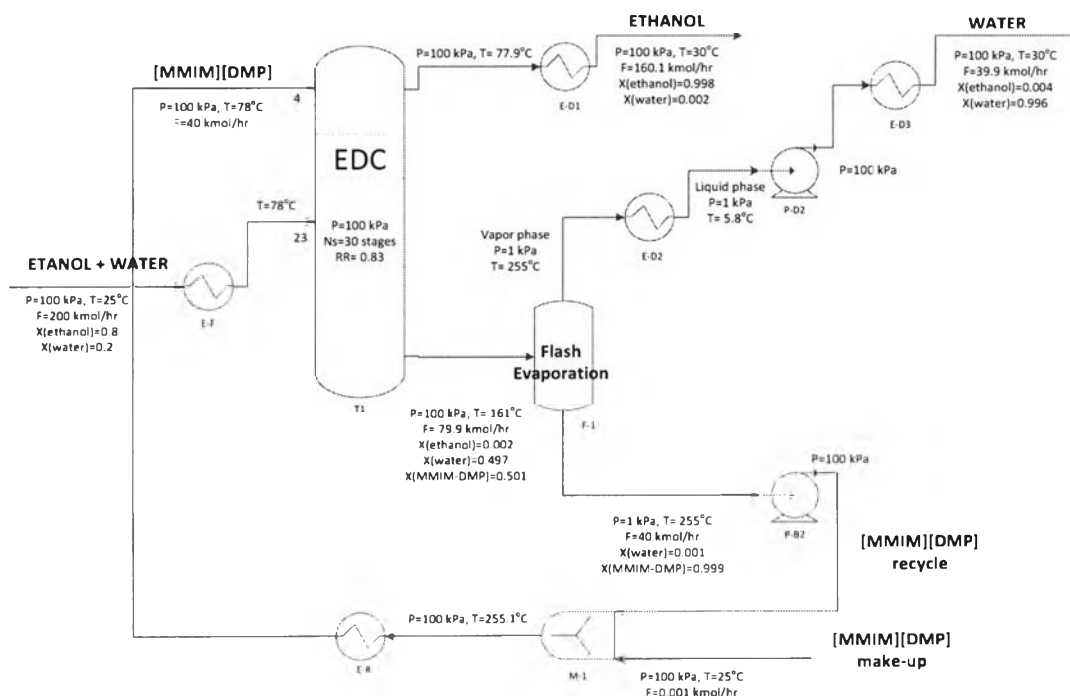 ETHANOL
P=100 kPa, T= 77.9°C
E-D1
P=100 kPa, T=30°C
F=160.1 kmol/hr
X(ethanol)=0.998
X(water)=0.002
WATER
P=100 kPa, T=30°C
F=39.9 kmol/hr
X(ethanol)=0.004
X(water)=0.996
E-D3
[MMIM][DMP]
P=100 kPa, T=78°C
F=40 kmol/hr
4
EDC
P=100 kPa
Ns=30 stages
RR= 0.83
T=78°C
23
T1
ETANOL + WATER
P=100 kPa, T=25°C
F=200 kmol/hr
X(ethanol)=0.8
X(water)=0.2
E-F
Vapor phase
P=1 kPa
T= 255°C
E-D2
Liquid phase
P=1 kPa
T= 5.8°C
P-D2
P=100 kPa
Flash
Evaporation
F-1
P=100 kPa, T= 161°C
F= 79.9 kmol/hr
X(ethanol)=0.002
X(water)=0.497
X(MMIM-DMP)=0.501
P=100 kPa
P-B2
P=1 kPa, T= 255°C
F=40 kmol/hr
X(water)=0.001
X(MMIM-DMP)=0.999
[MMIM][DMP]
recycle
P=100 kPa, T=255.1°C
E-R
M-1
[MMIM][DMP]
make-up
P=100 kPa, T=25°C
F=0.001 kmol/hr